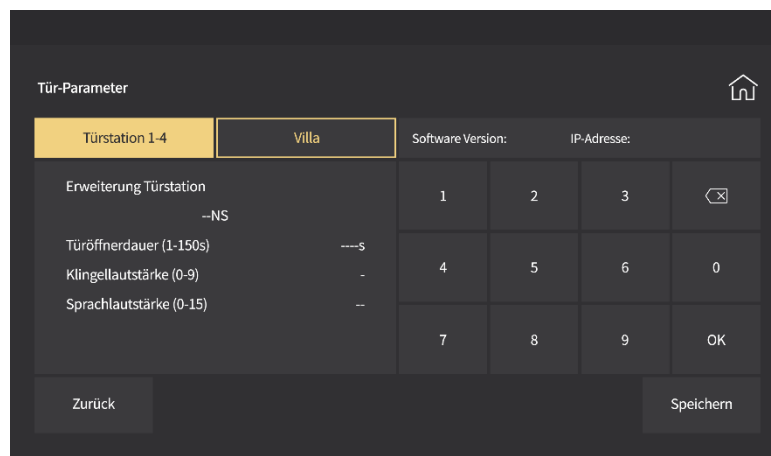 Tür-Parameter
Türstation 1-4 Villa Software Version: IP-Adresse:
Erweiterung Türstation
--NS
Türöffnerdauer (1-150s) ----s
Klingellautstärke (0-9) -
Sprachlautstärke (0-15) --
1 2 3
4 5 6 0
7 8 9 OK
Zurück Speichern